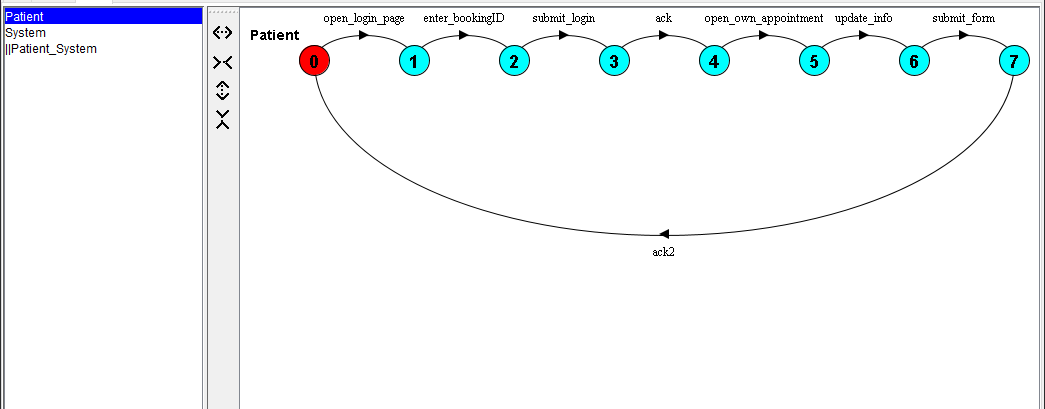 Patient
System
||Patient_System
open_login_page enter_bookingID submit_login ack open_own_appointment update_info submit_form
Patient
0 1 2 3 4 5 6 7
ack2